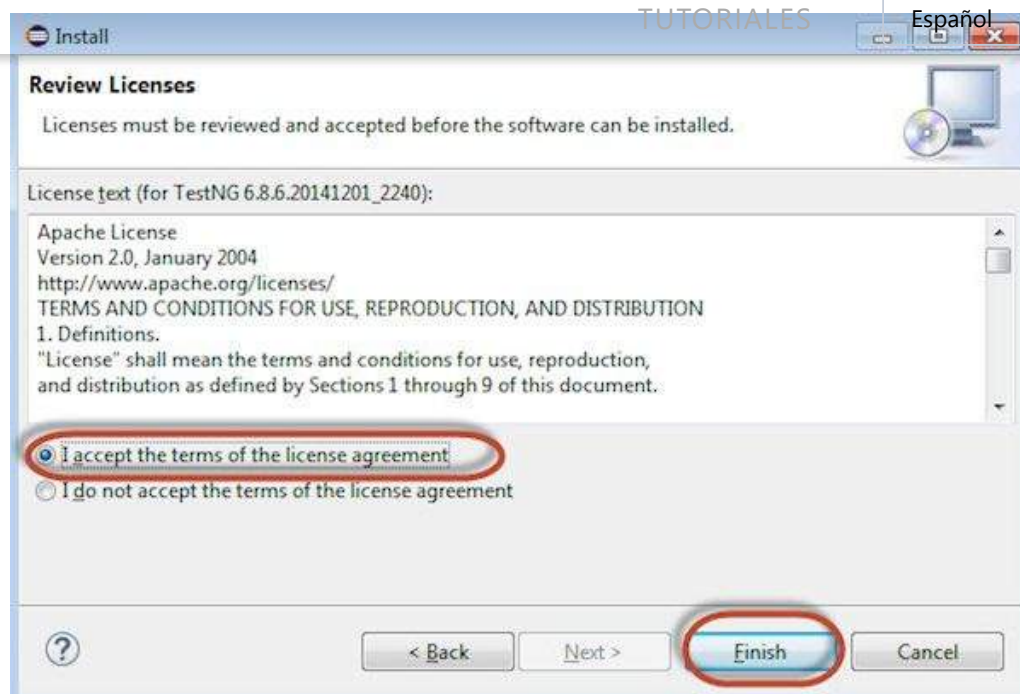 TUTORIALES
Español
Install
Review Licenses
Licenses must be reviewed and accepted before the software can be installed.
License text (for TestNG 6.8.6.20141201_2240):
Apache License
Version 2.0, January 2004
http://www.apache.org/licenses/
TERMS AND CONDITIONS FOR USE, REPRODUCTION, AND DISTRIBUTION
1. Definitions.
"License" shall mean the terms and conditions for use, reproduction,
and distribution as defined by Sections 1 through 9 of this document.
I accept the terms of the license agreement
I do not accept the terms of the license agreement
?
< Back
Next >
Finish
Cancel